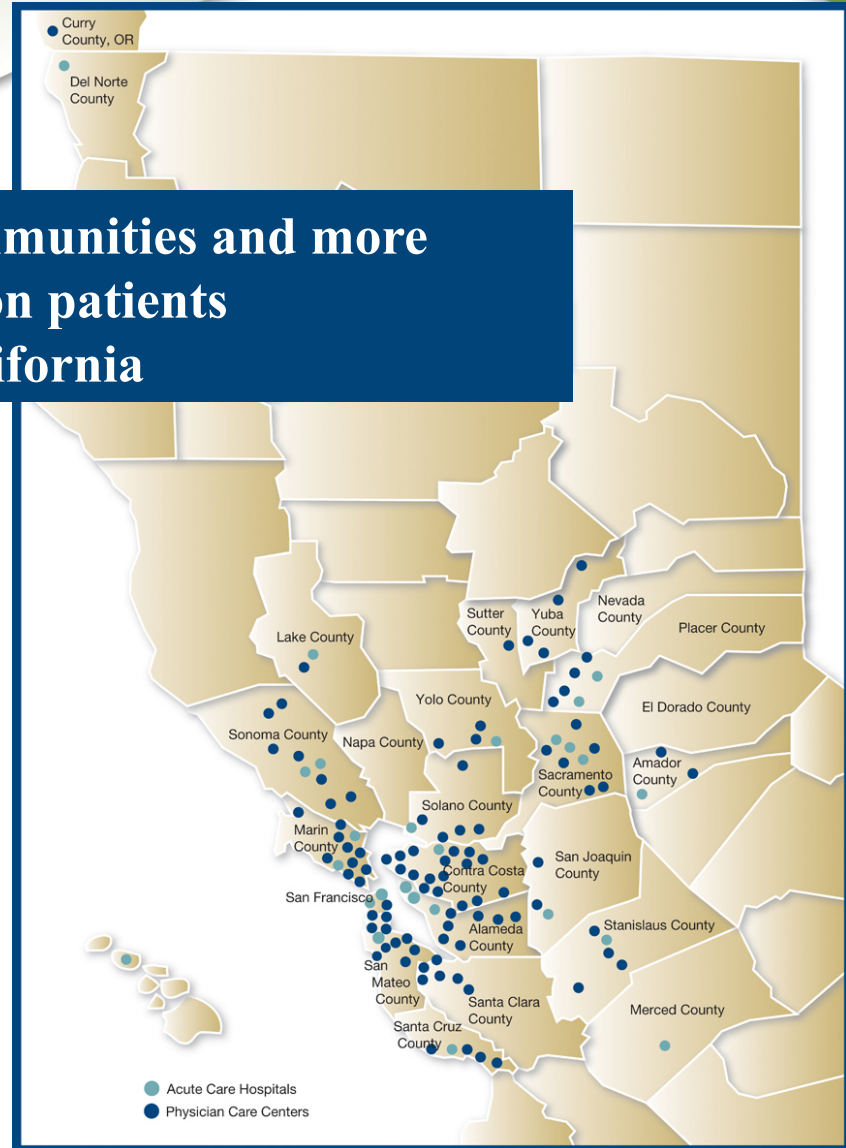 Curry
County, OR
Del Norte
County
munities and more
on patients
ifornia
Sutter
County
Yuba
County
Nevada
County
Placer County
Lake County
Yolo County
El Dorado County
Sonoma County
Napa County
Sacramento
County
Amador
County
Solano County
Marin
County
San Joaquin
County
Contra Costa
County
San Francisco
Stanislaus County
Alameda
County
San
Mateo
County
Santa Clara
County
Merced County
Santa Cruz
County
Acute Care Hospitals
Physician Care Centers